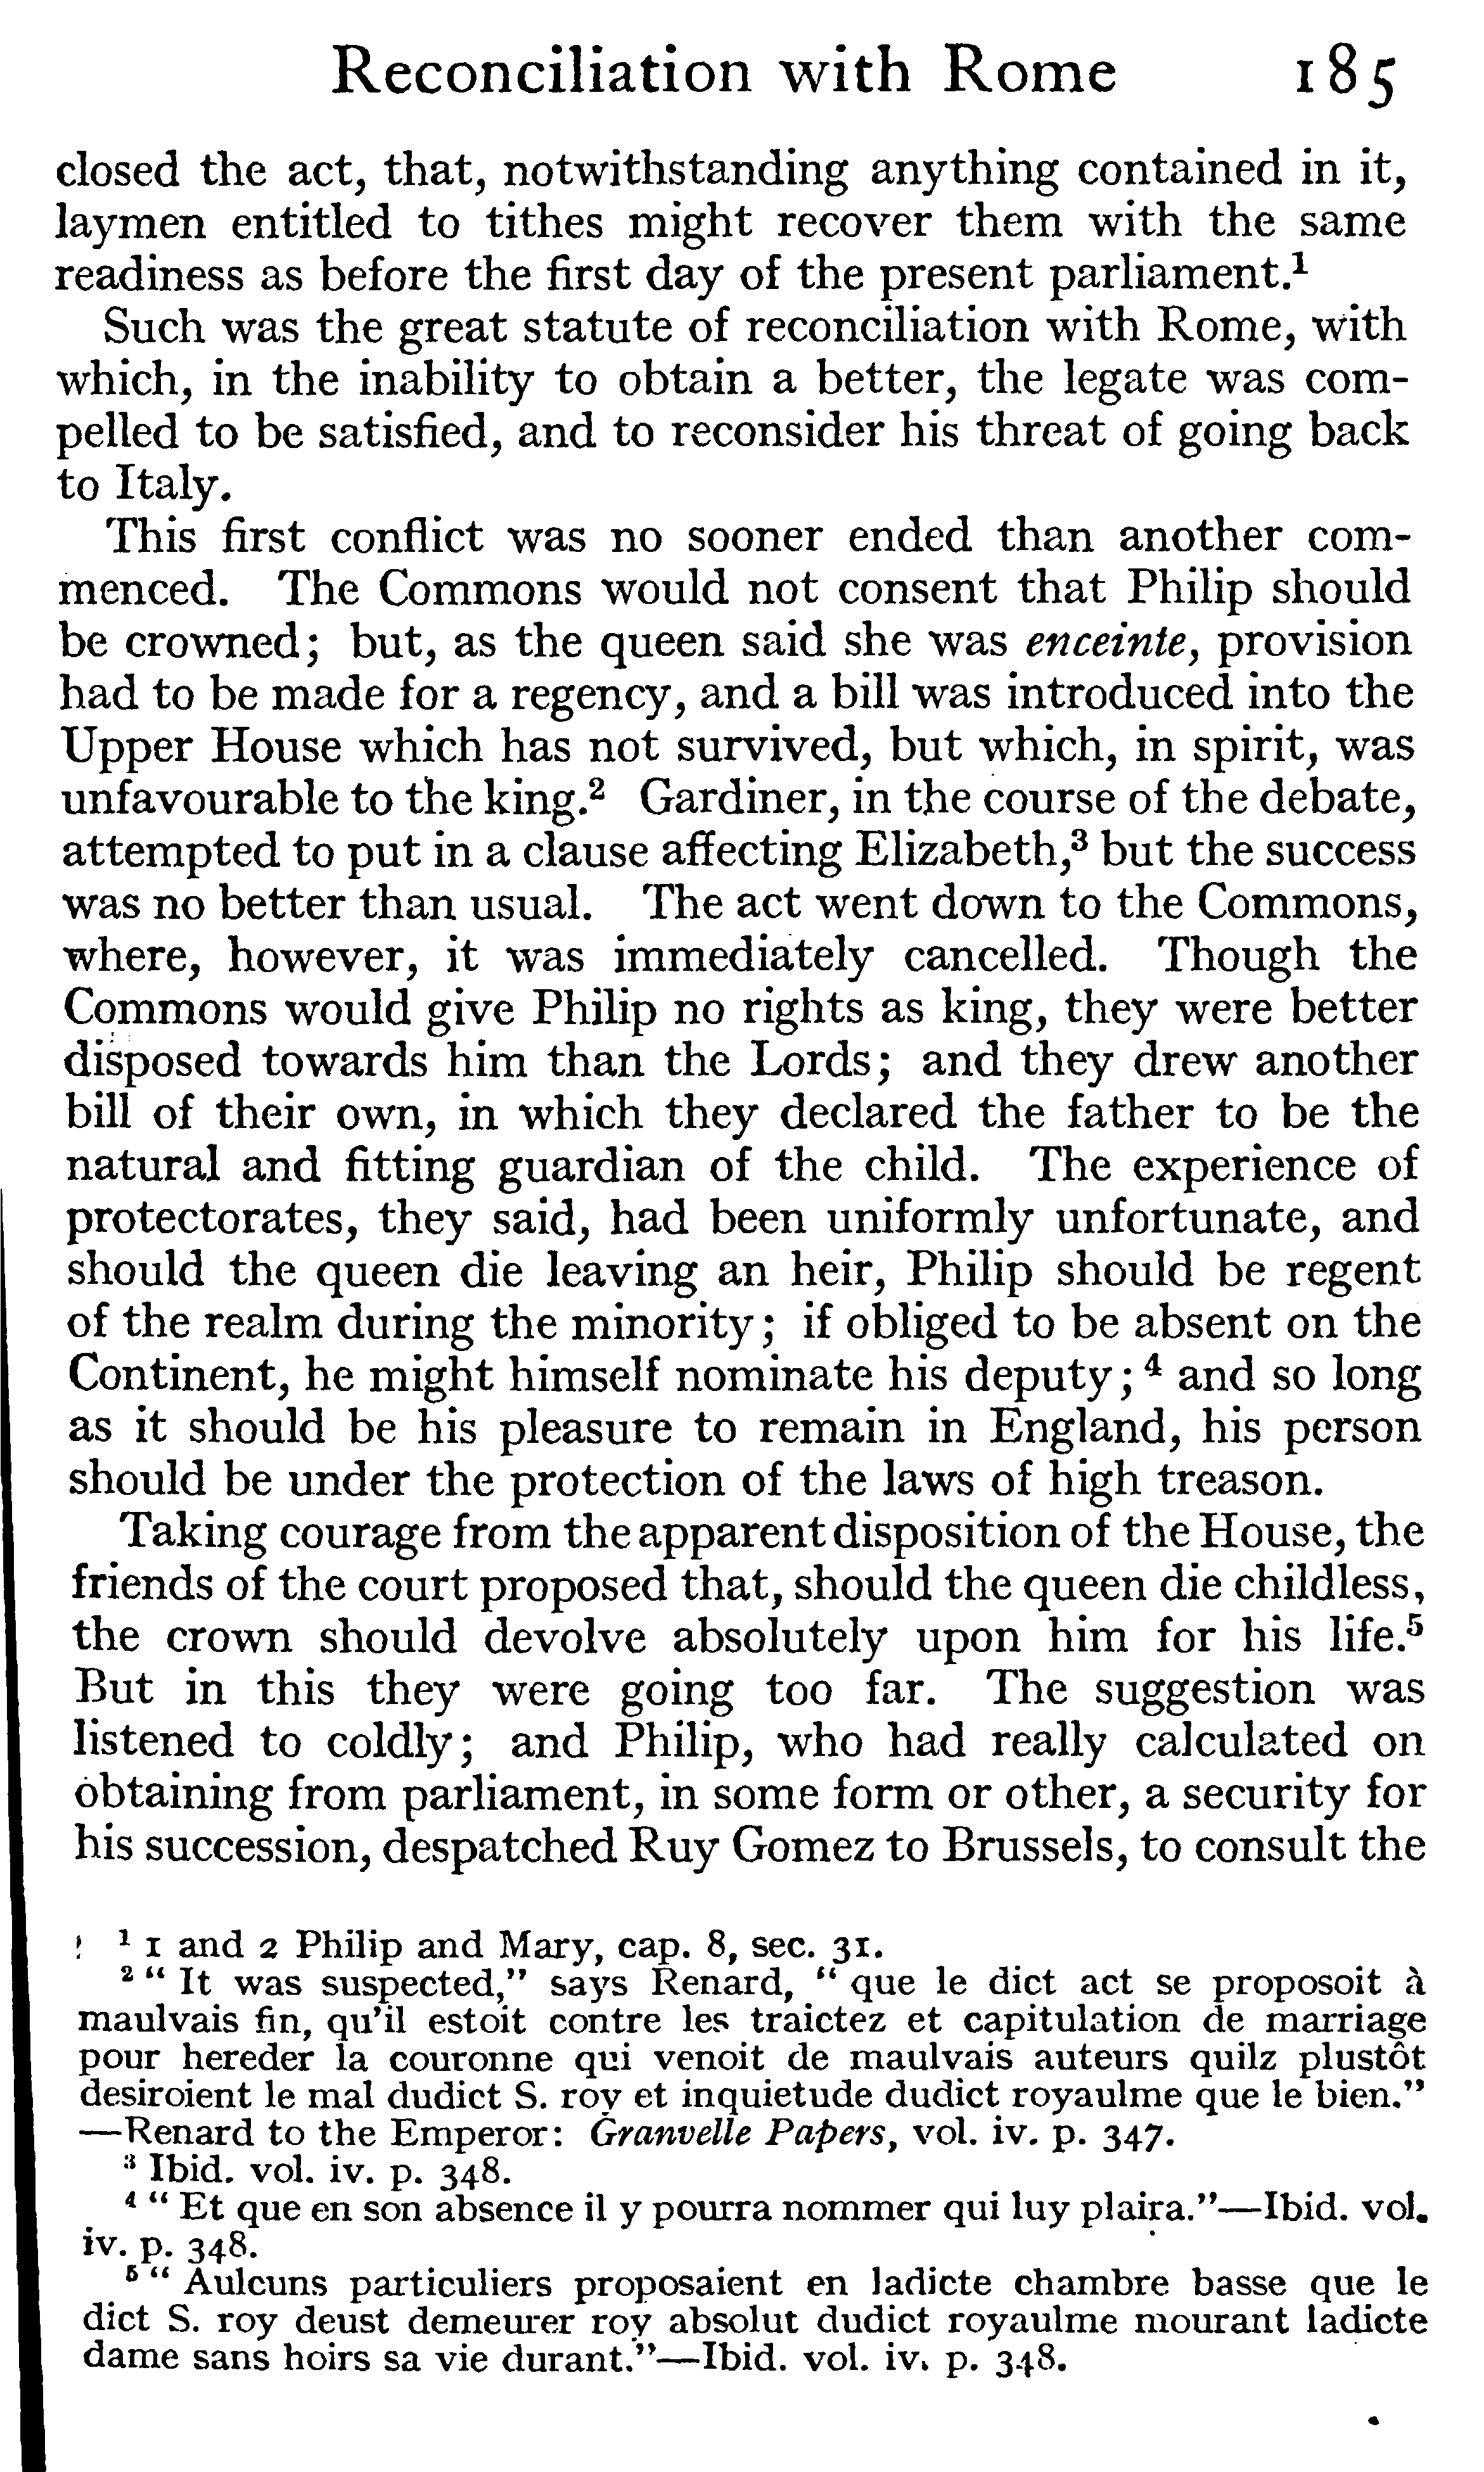 Reconciliation with Rome 185
closed the act, that, notwithstanding anything contained in it,
laymen entitled to tithes might recover them with the same
readiness as before the first day of the present parliament.¹
Such was the great statute of reconciliation with Rome, with
which, in the inability to obtain a better, the legate was com-
pelled to be satisfied, and to reconsider his threat of going back
to Italy.
This first conflict was no sooner ended than another com-
menced. The Commons would not consent that Philip should
be crowned; but, as the queen said she was enceinte, provision
had to be made for a regency, and a bill was introduced into the
Upper House which has not survived, but which, in spirit, was
unfavourable to the king.² Gardiner, in the course of the debate,
attempted to put in a clause affecting Elizabeth,³ but the success
was no better than usual. The act went down to the Commons,
where, however, it was immediately cancelled. Though the
Commons would give Philip no rights as king, they were better
disposed towards him than the Lords; and they drew another
bill of their own, in which they declared the father to be the
natural and fitting guardian of the child. The experience of
protectorates, they said, had been uniformly unfortunate, and
should the queen die leaving an heir, Philip should be regent
of the realm during the minority; if obliged to be absent on the
Continent, he might himself nominate his deputy;⁴ and so long
as it should be his pleasure to remain in England, his person
should be under the protection of the laws of high treason.
Taking courage from the apparent disposition of the House, the
friends of the court proposed that, should the queen die childless,
the crown should devolve absolutely upon him for his life.⁵
But in this they were going too far. The suggestion was
listened to coldly; and Philip, who had really calculated on
obtaining from parliament, in some form or other, a security for
his succession, despatched Ruy Gomez to Brussels, to consult the
¹ 1 and 2 Philip and Mary, cap. 8, sec. 31.
² "It was suspected," says Renard, "que le dict act se proposoit à
maulvais fin, qu'il estoit contre les traictez et capitulation de marriage
pour hereder la couronne qui venoit de maulvais auteurs quilz plustôt
desiroient le mal dudict S. roy et inquietude dudict royaulme que le bien."
—Renard to the Emperor: Granvelle Papers, vol. iv. p. 347.
³ Ibid. vol. iv. p. 348.
⁴ "Et que en son absence il y pourra nommer qui luy plaira."—Ibid. vol.
iv. p. 348.
⁵ "Aulcuns particuliers proposaient en ladicte chambre basse que le
dict S. roy deust demeurer roy absolut dudict royaulme mourant ladicte
dame sans hoirs sa vie durant."—Ibid. vol. iv. p. 348.